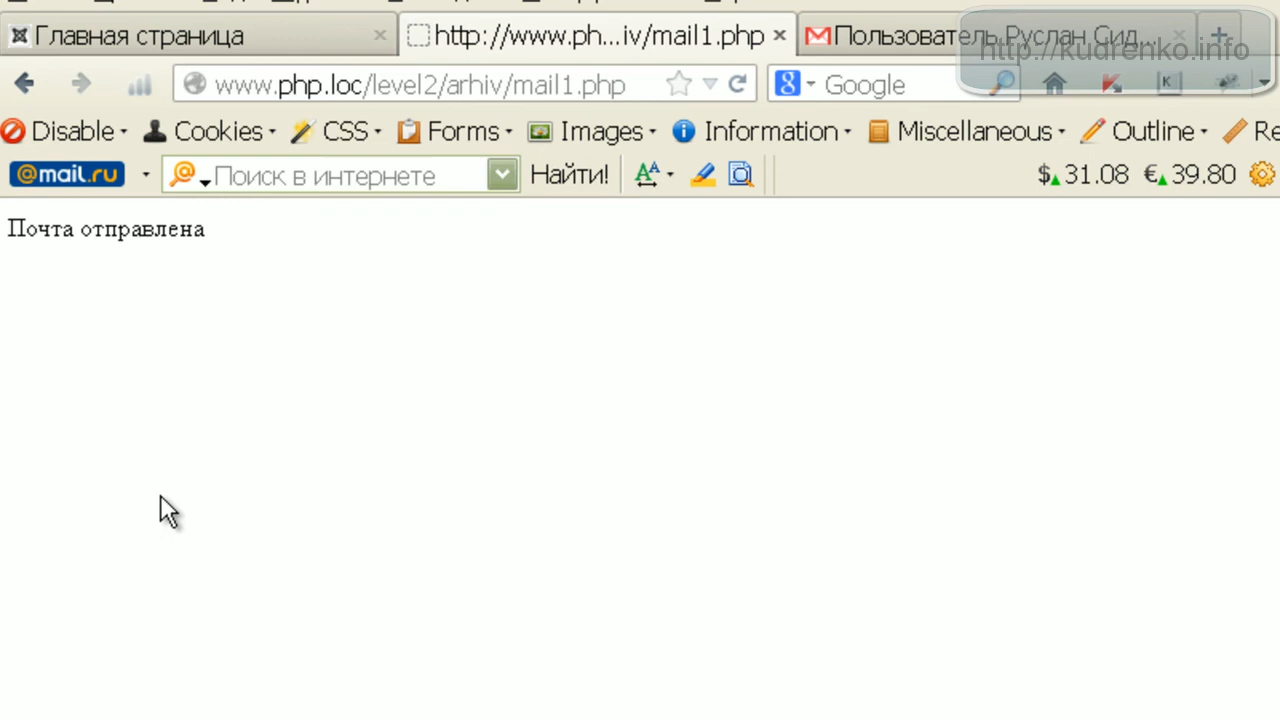 Главная страница
http://www.ph...iv/mail1.php
Пользователь Руслан Сид...
http://kudrenko.info
www.php.loc/level2/arhiv/mail1.php
Google
Disable
Cookies
CSS
Forms
Images
Information
Miscellaneous
Outline
Re
@mail.ru
Поиск в интернете
Найти!
$ 31.08
€ 39.80
Почта отправлена